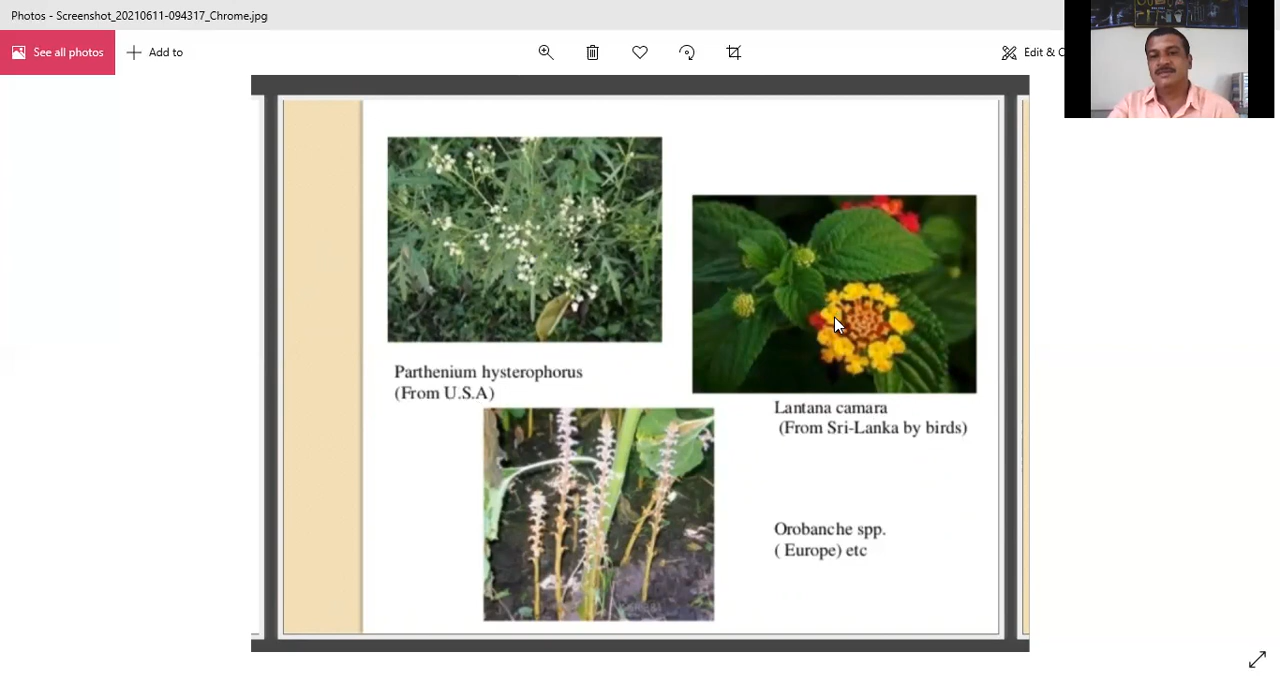 Photos - Screenshot_20210611-094317_Chrome.jpg
See all photos
Add to
Edit & C
Parthenium hysterophorus
(From U.S.A)
Lantana camara
(From Sri-Lanka by birds)
Orobanche spp.
( Europe) etc